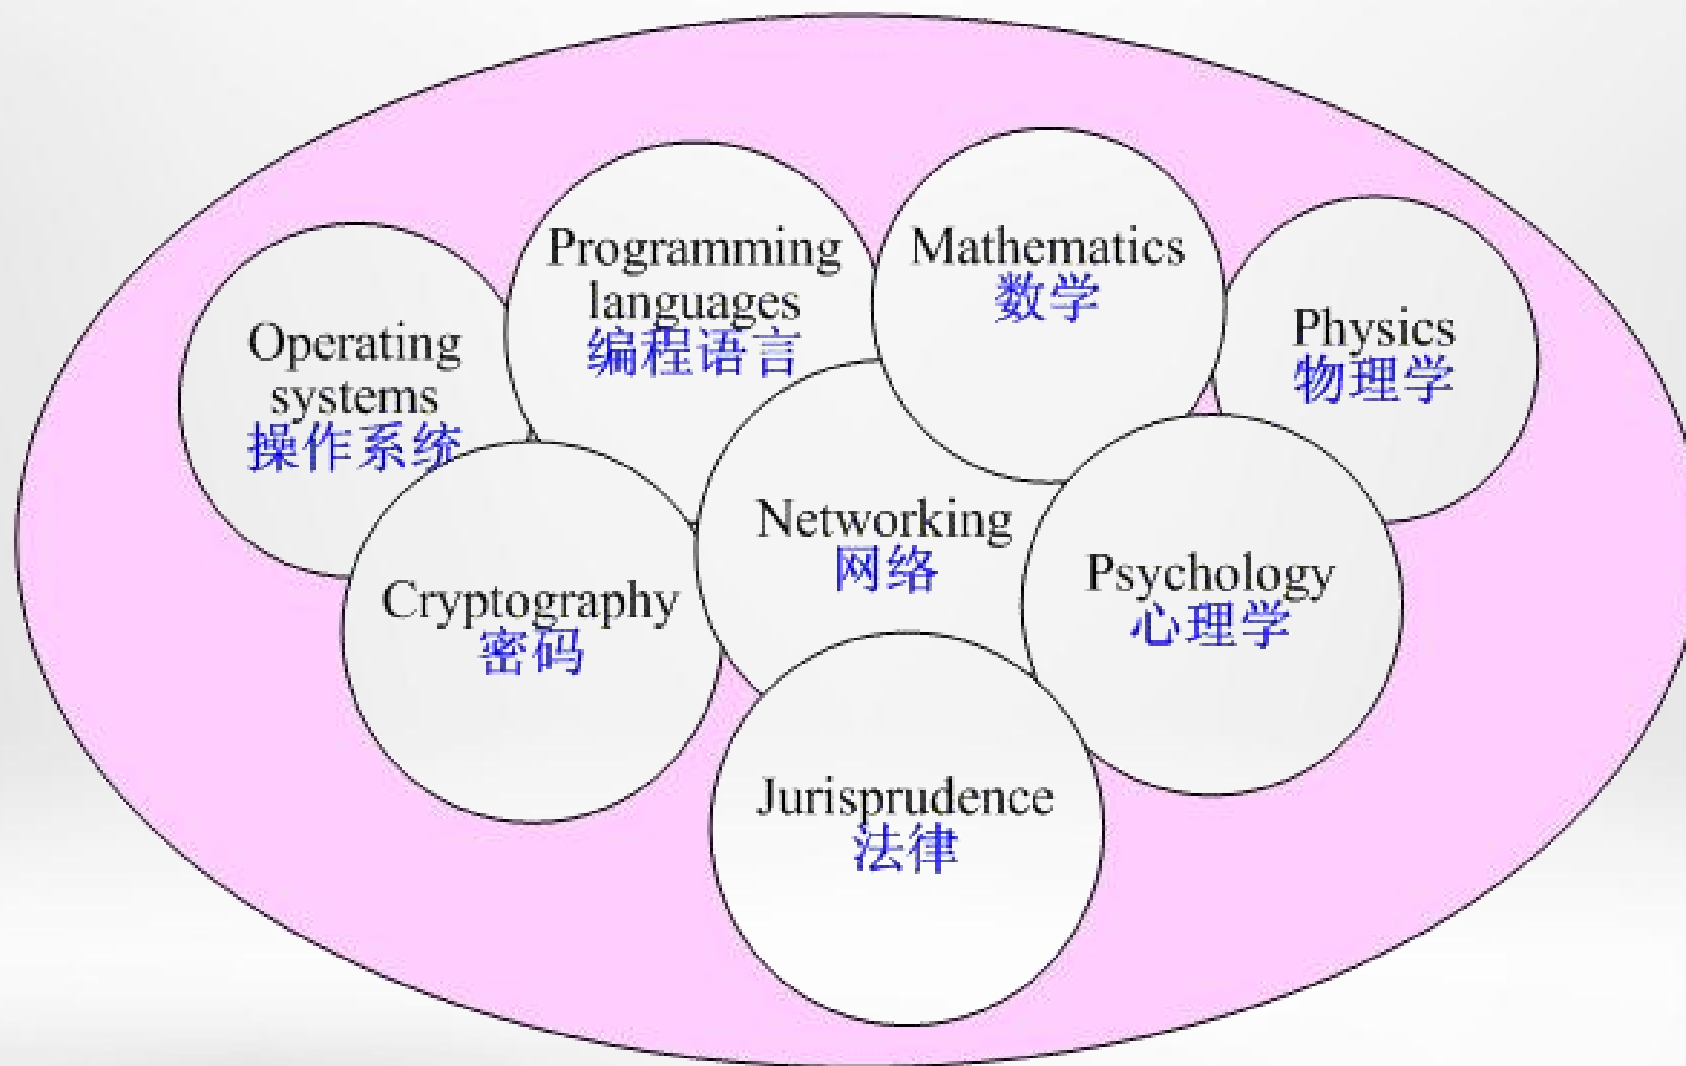 Programming
languages
编程语言
Mathematics
数学
Operating
systems
操作系统
Physics
物理学
Networking
网络
Cryptography
密码
Psychology
心理学
Jurisprudence
法律